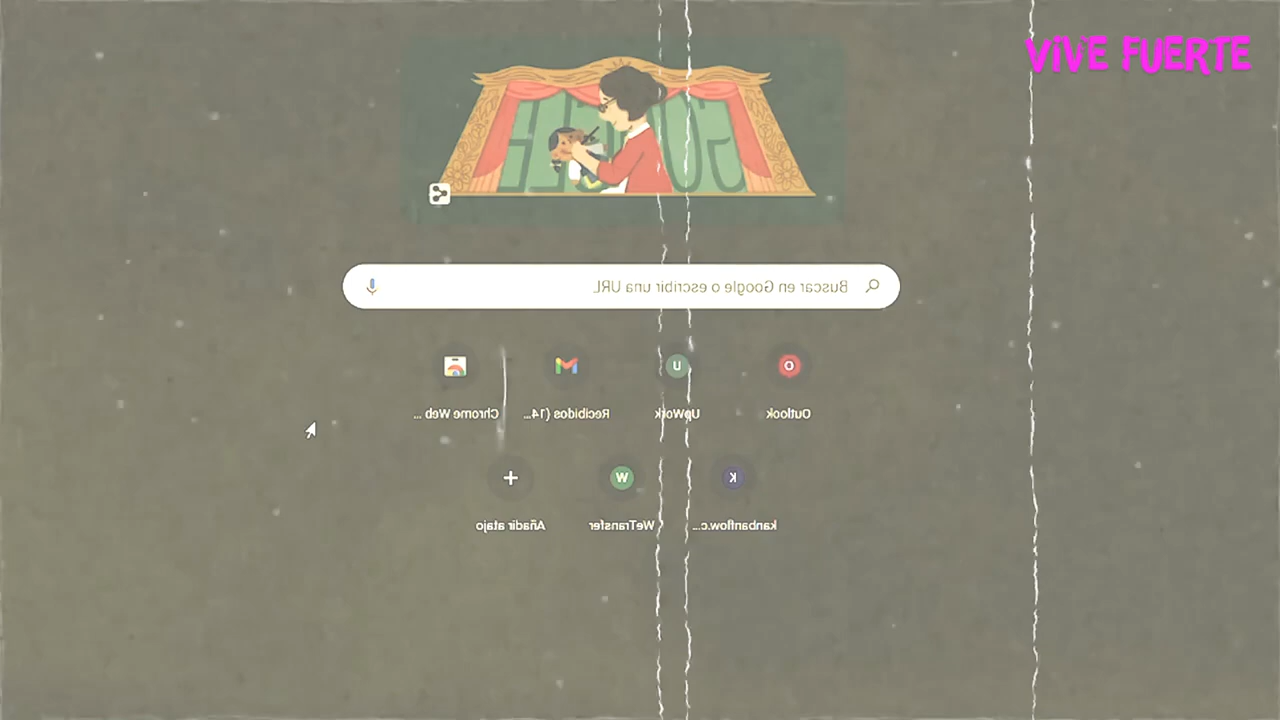 VIVE FUERTE
Buscar en Google o escribir una URL
Outlook
UpWork
Recibidos (14...
Chrome Web ...
kanbanflow.c...
WeTransfer
Añadir atajo